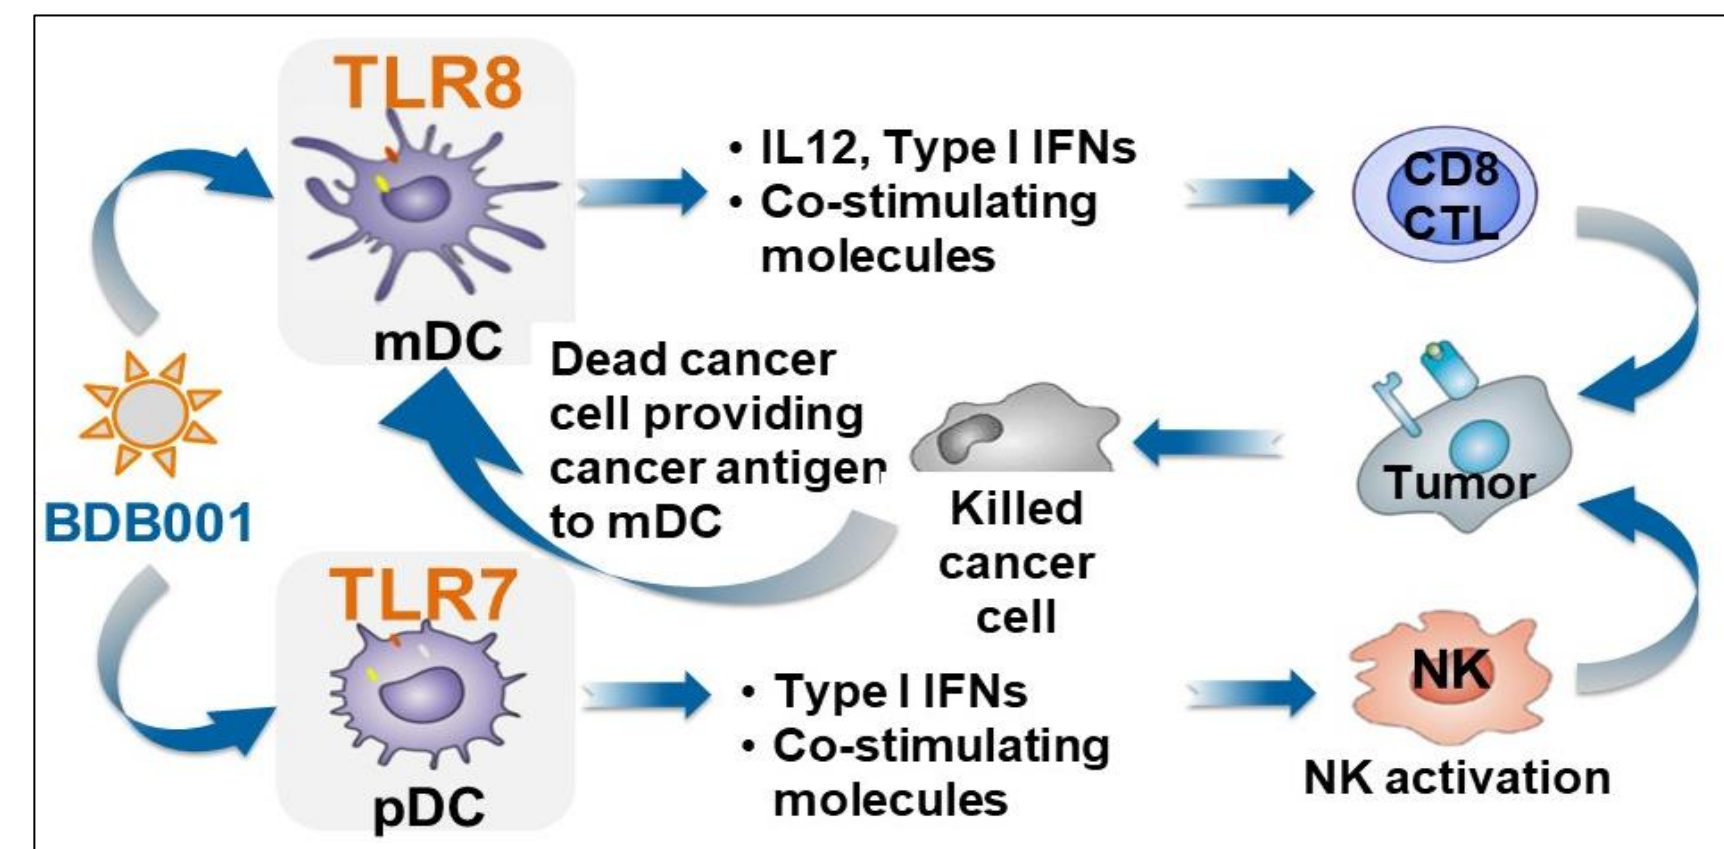 TLR8
mDC
• IL12, Type I IFNs
• Co-stimulating
molecules
CD8
CTL
BDB001
Dead cancer
cell providing
cancer antigen
to mDC
Killed
cancer
cell
Tumor
TLR7
pDC
• Type I IFNs
• Co-stimulating
molecules
NK
NK activation